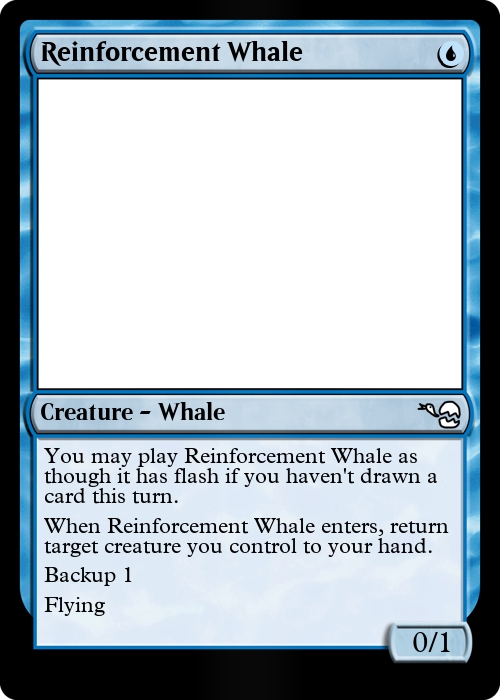 Reinforcement Whale
Creature – Whale
You may play Reinforcement Whale as
though it has flash if you haven't drawn a
card this turn.
When Reinforcement Whale enters, return
target creature you control to your hand.
Backup 1
Flying
0/1